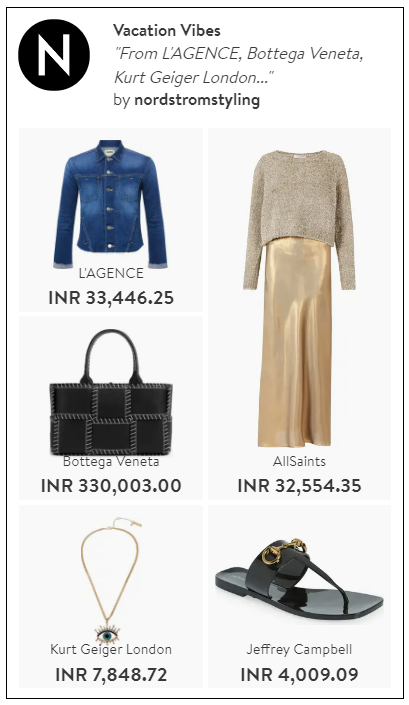 N
Vacation Vibes
"From L'AGENCE, Bottega Veneta,
Kurt Geiger London..."
by nordstromstyling
L'AGENCE
INR 33,446.25
Bottega Veneta
INR 330,003.00
AllSaints
INR 32,554.35
Kurt Geiger London
INR 7,848.72
Jeffrey Campbell
INR 4,009.09